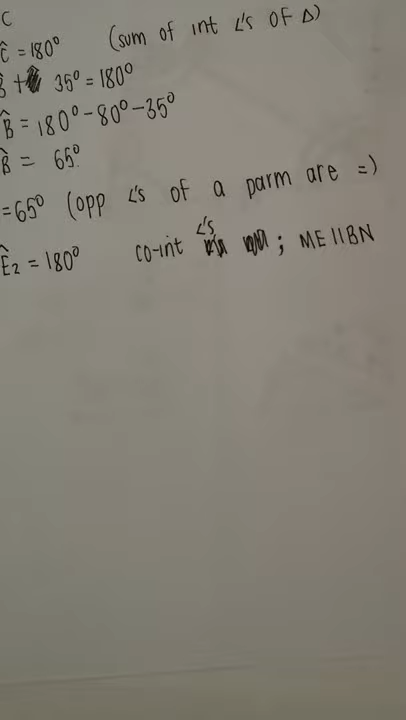 C
Ĉ = 180° (sum of int ∠'s OF Δ)
B̂ + 35° = 180°
B̂ = 180° - 80° - 35°
B̂ = 65°
= 65° (opp ∠'s of a parm are =)
Ê₂ = 180° co-int ∠'s ; ME || BN